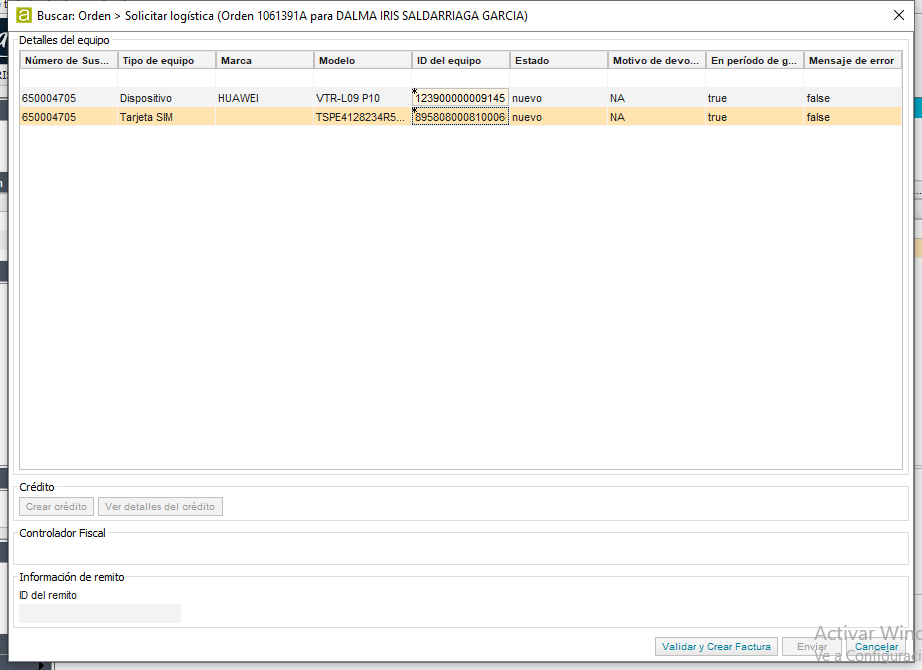 Buscar: Orden > Solicitar logística (Orden 1061391A para DALMA IRIS SALDARRIAGA GARCIA)
Detalles del equipo
Número de Sus... Tipo de equipo Marca Modelo ID del equipo Estado Motivo de devo... En período de g... Mensaje de error
650004705 Dispositivo HUAWEI VTR-L09 P10 123900000009145 nuevo NA true false
650004705 Tarjeta SIM TSPE4128234R5... 895808000810006 nuevo NA true false
Crédito
Crear crédito Ver detalles del crédito
Controlador Fiscal
Información de remito
ID del remito
Activar Wind
Validar y Crear Factura Enviar Cancelar
Ve a Configuraci